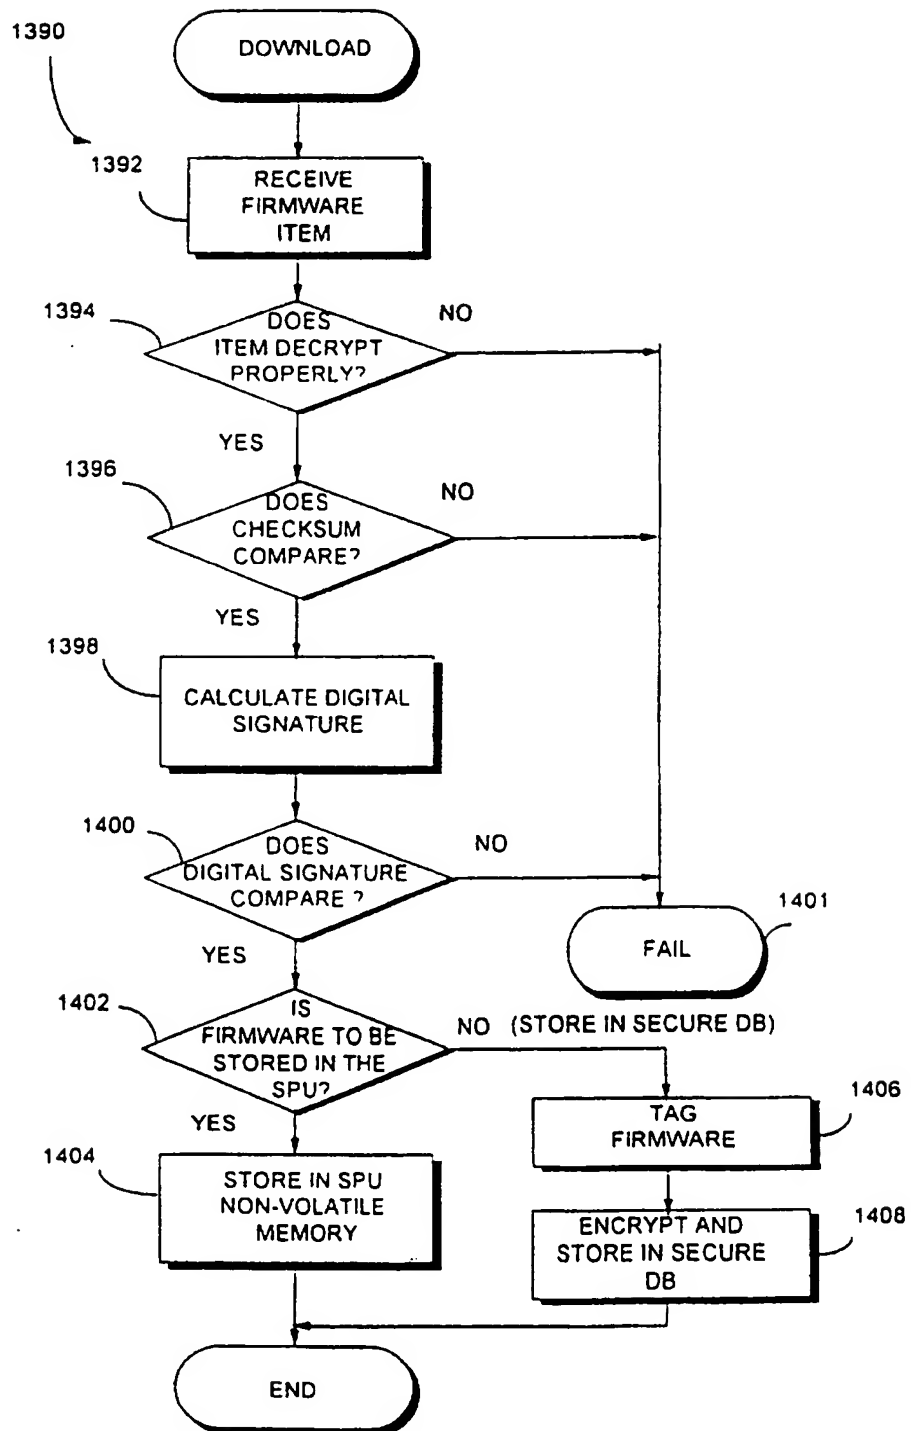 1390
DOWNLOAD
1392
RECEIVE
FIRMWARE
ITEM
1394
DOES
ITEM DECRYPT
PROPERLY?
NO
YES
1396
DOES
CHECKSUM
COMPARE?
NO
YES
1398
CALCULATE DIGITAL
SIGNATURE
1400
DOES
DIGITAL SIGNATURE
COMPARE ?
NO
1401
FAIL
YES
1402
IS
FIRMWARE TO BE
STORED IN THE
SPU?
NO (STORE IN SECURE DB)
YES
1406
TAG
FIRMWARE
1404
STORE IN SPU
NON-VOLATILE
MEMORY
1408
ENCRYPT AND
STORE IN SECURE
DB
END